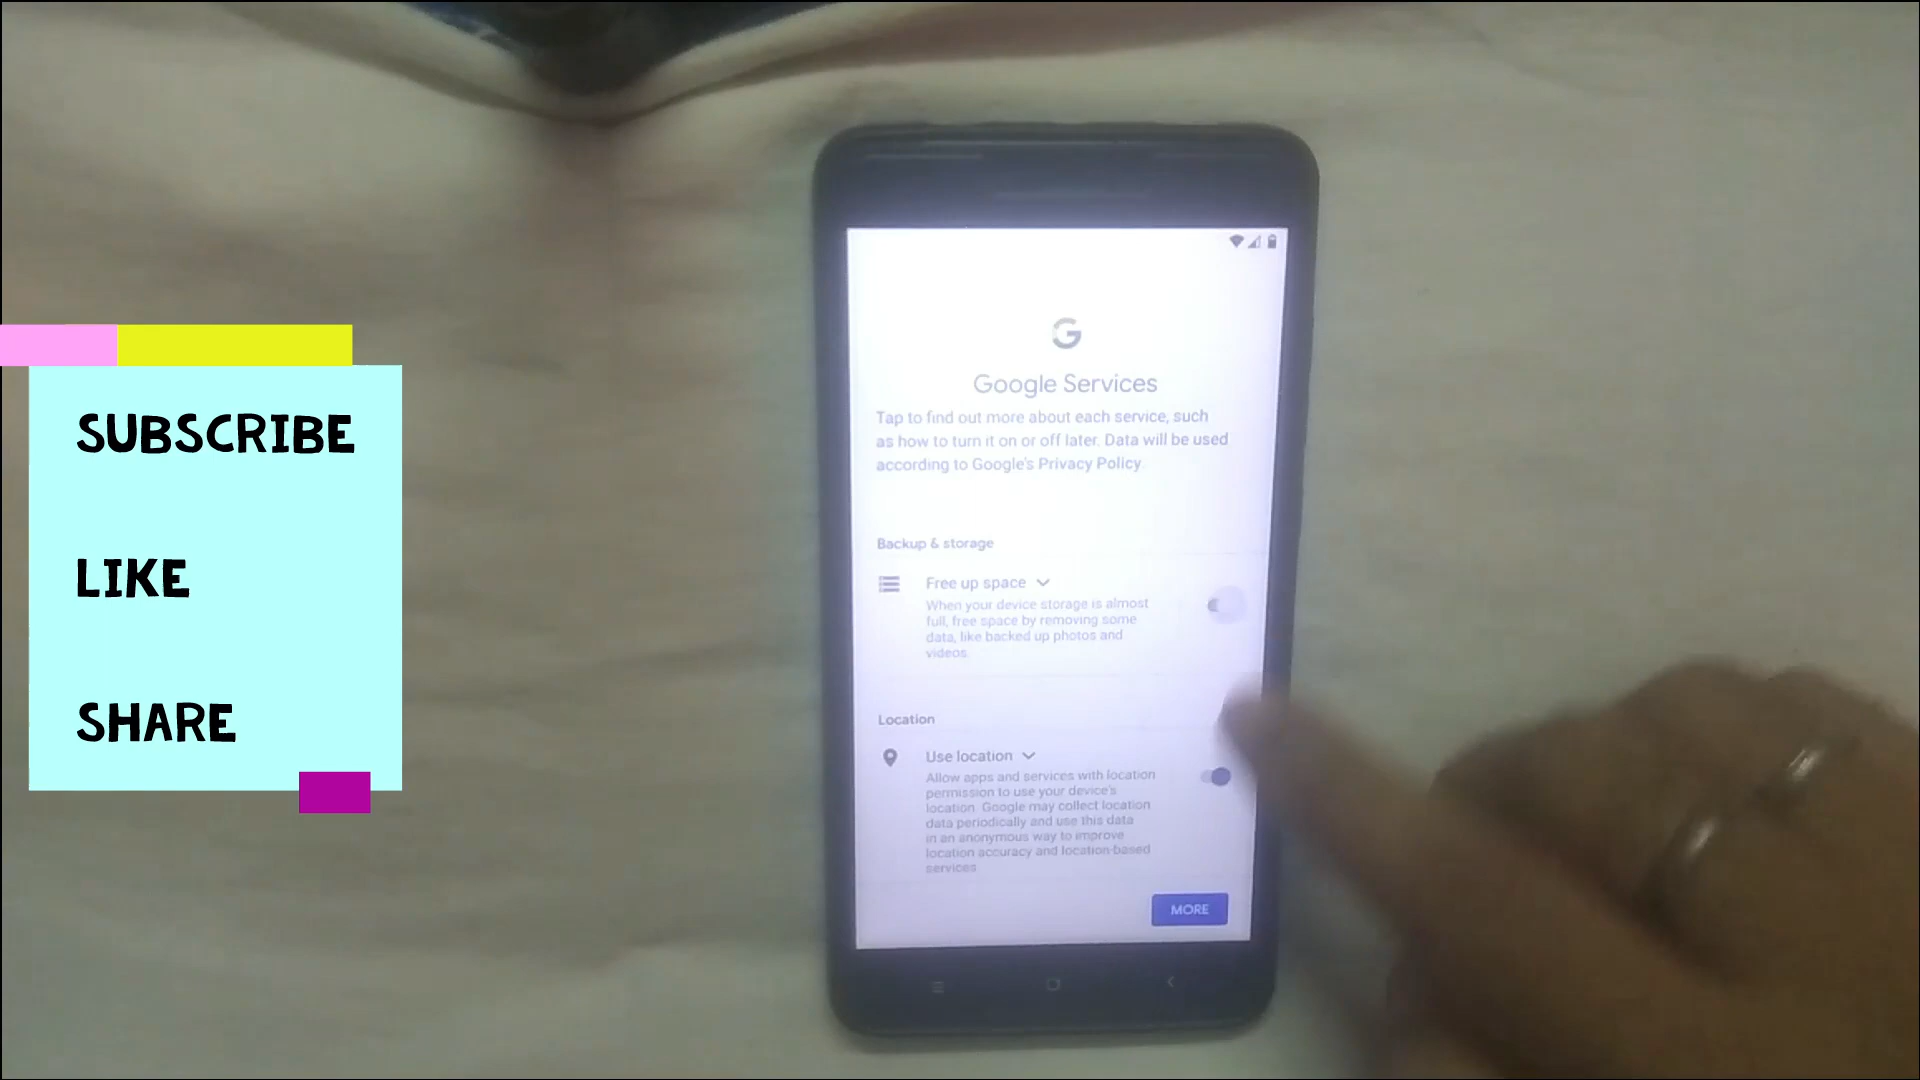 SUBSCRIBE
LIKE
SHARE
Google Services
Tap to find out more about each service, such
as how to turn it on or off later. Data will be used
according to Google's Privacy Policy
Backup & storage
Free up space
When your device storage is almost
full, free space by removing some
data, like backed up photos and
videos.
Location
Use location
Allow apps and services with location
permission to use your device's
location. Google may collect location
data periodically and use this data
in an anonymous way to improve
location accuracy and location-based
services
MORE